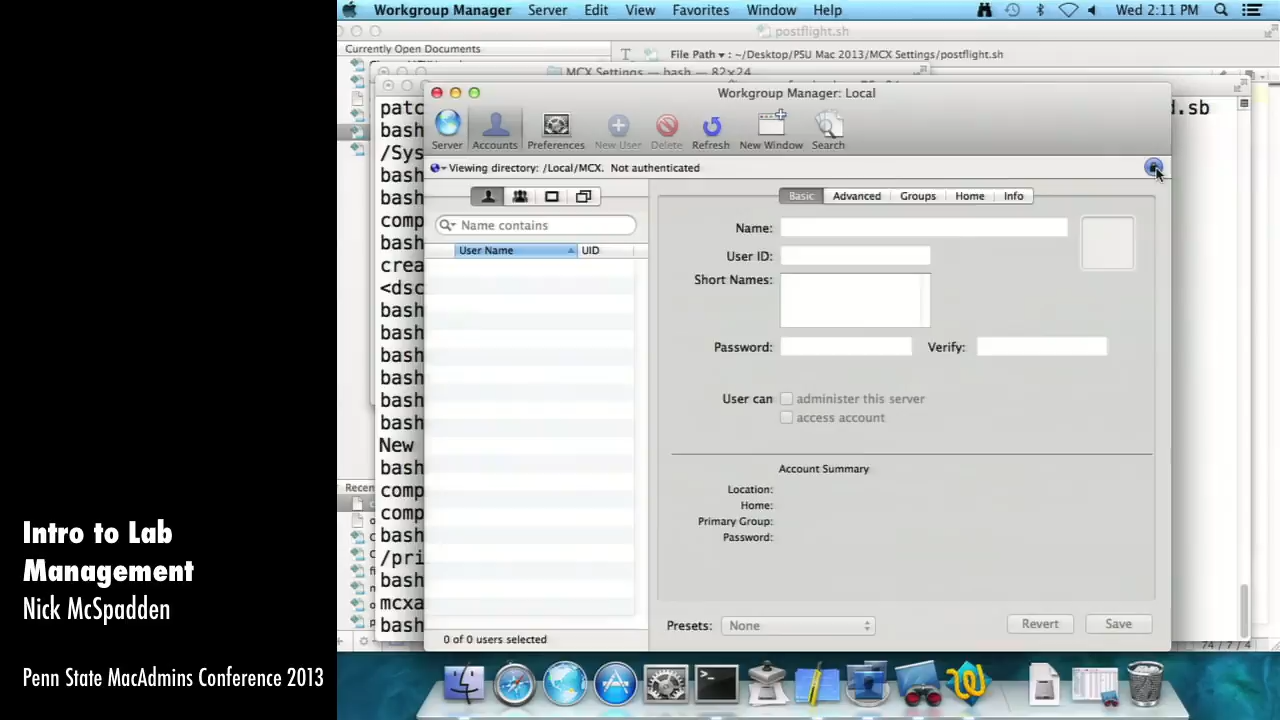 Workgroup Manager Server Edit View Favorites Window Help Wed 2:11 PM
postflight.sh
Currently Open Documents
File Path ▾ : ~/Desktop/PSU Mac 2013/MCX Settings/postflight.sh
MCX Settings — bash — 82×24
patc
d.sb
bash
/Sys
bash
bash
comp
bash
crea
<dsc
bash
bash
bash
bash
bash
bash
New
bash
comp
comp
bash
/pri
bash
mcxa
bash
Recen
Workgroup Manager: Local
Server Accounts Preferences New User Delete Refresh New Window Search
Viewing directory: /Local/MCX. Not authenticated
Name contains
User Name UID
0 of 0 users selected
Basic Advanced Groups Home Info
Name:
User ID:
Short Names:
Password: Verify:
User can administer this server
access account
Account Summary
Location:
Home:
Primary Group:
Password:
Presets: None Revert Save
Intro to Lab
Management
Nick McSpadden
Penn State MacAdmins Conference 2013